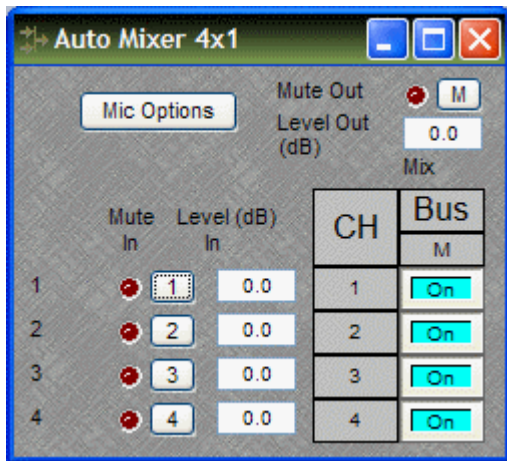 Auto Mixer 4x1
Mic Options
Mute Out
M
Level Out
(dB)
0.0
Mix
Mute
In
Level (dB)
In
CH
Bus
M
1 1 0.0 1 On
2 2 0.0 2 On
3 3 0.0 3 On
4 4 0.0 4 On